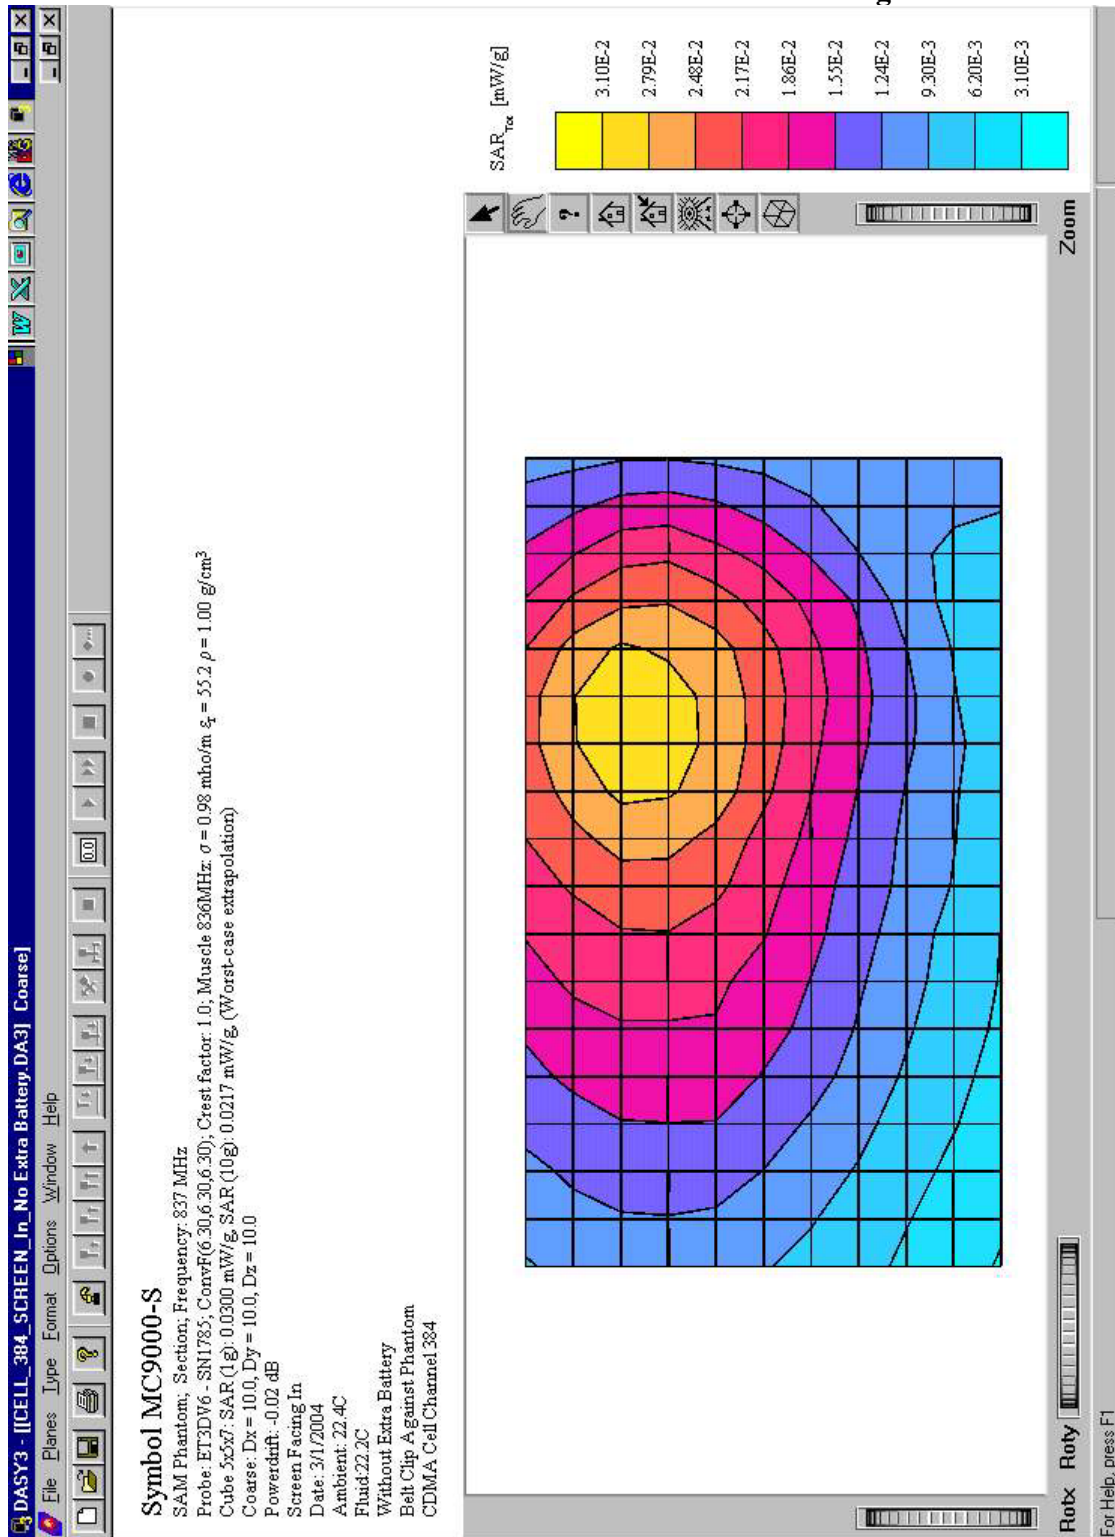 g
DASY3 - [[CELL_384_SCREEN_In_No Extra Battery.DA3] Coarse]
File Planes Type Format Options Window Help
0.0
Symbol MC9000-S
SAM Phantom; Section; Frequency: 837 MHz
Probe: ET3DV6 - SN1785; ConvF(6.30,6.30,6.30); Crest factor: 1.0; Muscle 836MHz: σ = 0.98 mho/m εr = 55.2 ρ = 1.00 g/cm³
Cube 5x5x7: SAR (1g): 0.0300 mW/g, SAR (10g): 0.0217 mW/g, (Worst-case extrapolation)
Coarse: Dx = 10.0, Dy = 10.0, Dz = 10.0
Powerdrift: -0.02 dB
Screen Facing In
Date: 3/1/2004
Ambient: 22.4C
Fluid:22.2C
Without Extra Battery
Belt Clip Against Phantom
CDMA Cell Channel 384
SAR Tot [mW/g]
3.10E-2
2.79E-2
2.48E-2
2.17E-2
1.86E-2
1.55E-2
1.24E-2
9.30E-3
6.20E-3
3.10E-3
Rotx Roty Zoom
For Help, press F1